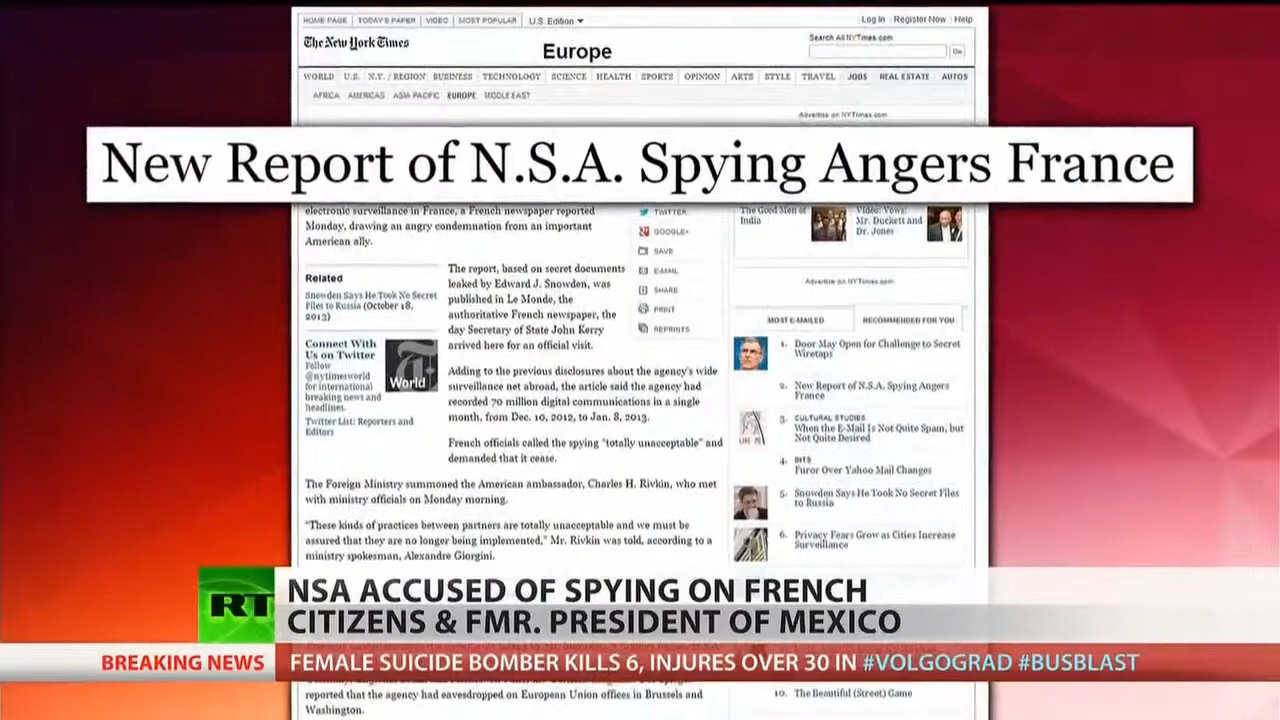 HOME PAGE TODAY'S PAPER VIDEO MOST POPULAR U.S. Edition
Log In Register Now Help
The New York Times
Europe
Search All NYTimes.com
Go
WORLD U.S. N.Y. / REGION BUSINESS TECHNOLOGY SCIENCE HEALTH SPORTS OPINION ARTS STYLE TRAVEL JOBS REAL ESTATE AUTOS
AFRICA AMERICAS ASIA PACIFIC EUROPE MIDDLE EAST
Advertise on NYTimes.com
New Report of N.S.A. Spying Angers France
electronic surveillance in France, a French newspaper reported
Monday, drawing an angry condemnation from an important
American ally.
Related
Snowden Says He Took No Secret
Files to Russia (October 18,
2013)
Connect With
Us on Twitter
Follow
@nytimesworld
for international
breaking news and
headlines.
Twitter List: Reporters and
Editors
World
The report, based on secret documents
leaked by Edward J. Snowden, was
published in Le Monde, the
authoritative French newspaper, the
day Secretary of State John Kerry
arrived here for an official visit.
Adding to the previous disclosures about the agency's wide
surveillance net abroad, the article said the agency had
recorded 70 million digital communications in a single
month, from Dec. 10, 2012, to Jan. 8, 2013.
French officials called the spying "totally unacceptable" and
demanded that it cease.
The Foreign Ministry summoned the American ambassador, Charles H. Rivkin, who met
with ministry officials on Monday morning.
"These kinds of practices between partners are totally unacceptable and we must be
assured that they are no longer being implemented," Mr. Rivkin was told, according to a
ministry spokesman, Alexandre Giorgini.
TWITTER
GOOGLE+
SAVE
E-MAIL
SHARE
PRINT
REPRINTS
The Good Men of
India
Video: Vows:
Mr. Duckett and
Dr. Jones
Advertise on NYTimes.com
MOST E-MAILED RECOMMENDED FOR YOU
1. Door May Open for Challenge to Secret
Wiretaps
2. New Report of N.S.A. Spying Angers
France
3. CULTURAL STUDIES
When the E-Mail Is Not Quite Spam, but
Not Quite Desired
4. BITS
Furor Over Yahoo Mail Changes
5. Snowden Says He Took No Secret Files
to Russia
6. Privacy Fears Grow as Cities Increase
Surveillance
RT
NSA ACCUSED OF SPYING ON FRENCH
CITIZENS & FMR. PRESIDENT OF MEXICO
BREAKING NEWS
FEMALE SUICIDE BOMBER KILLS 6, INJURES OVER 30 IN #VOLGOGRAD #BUSBLAST
reported that the agency had eavesdropped on European Union offices in Brussels and
Washington.
10. The Beautiful (Street) Game